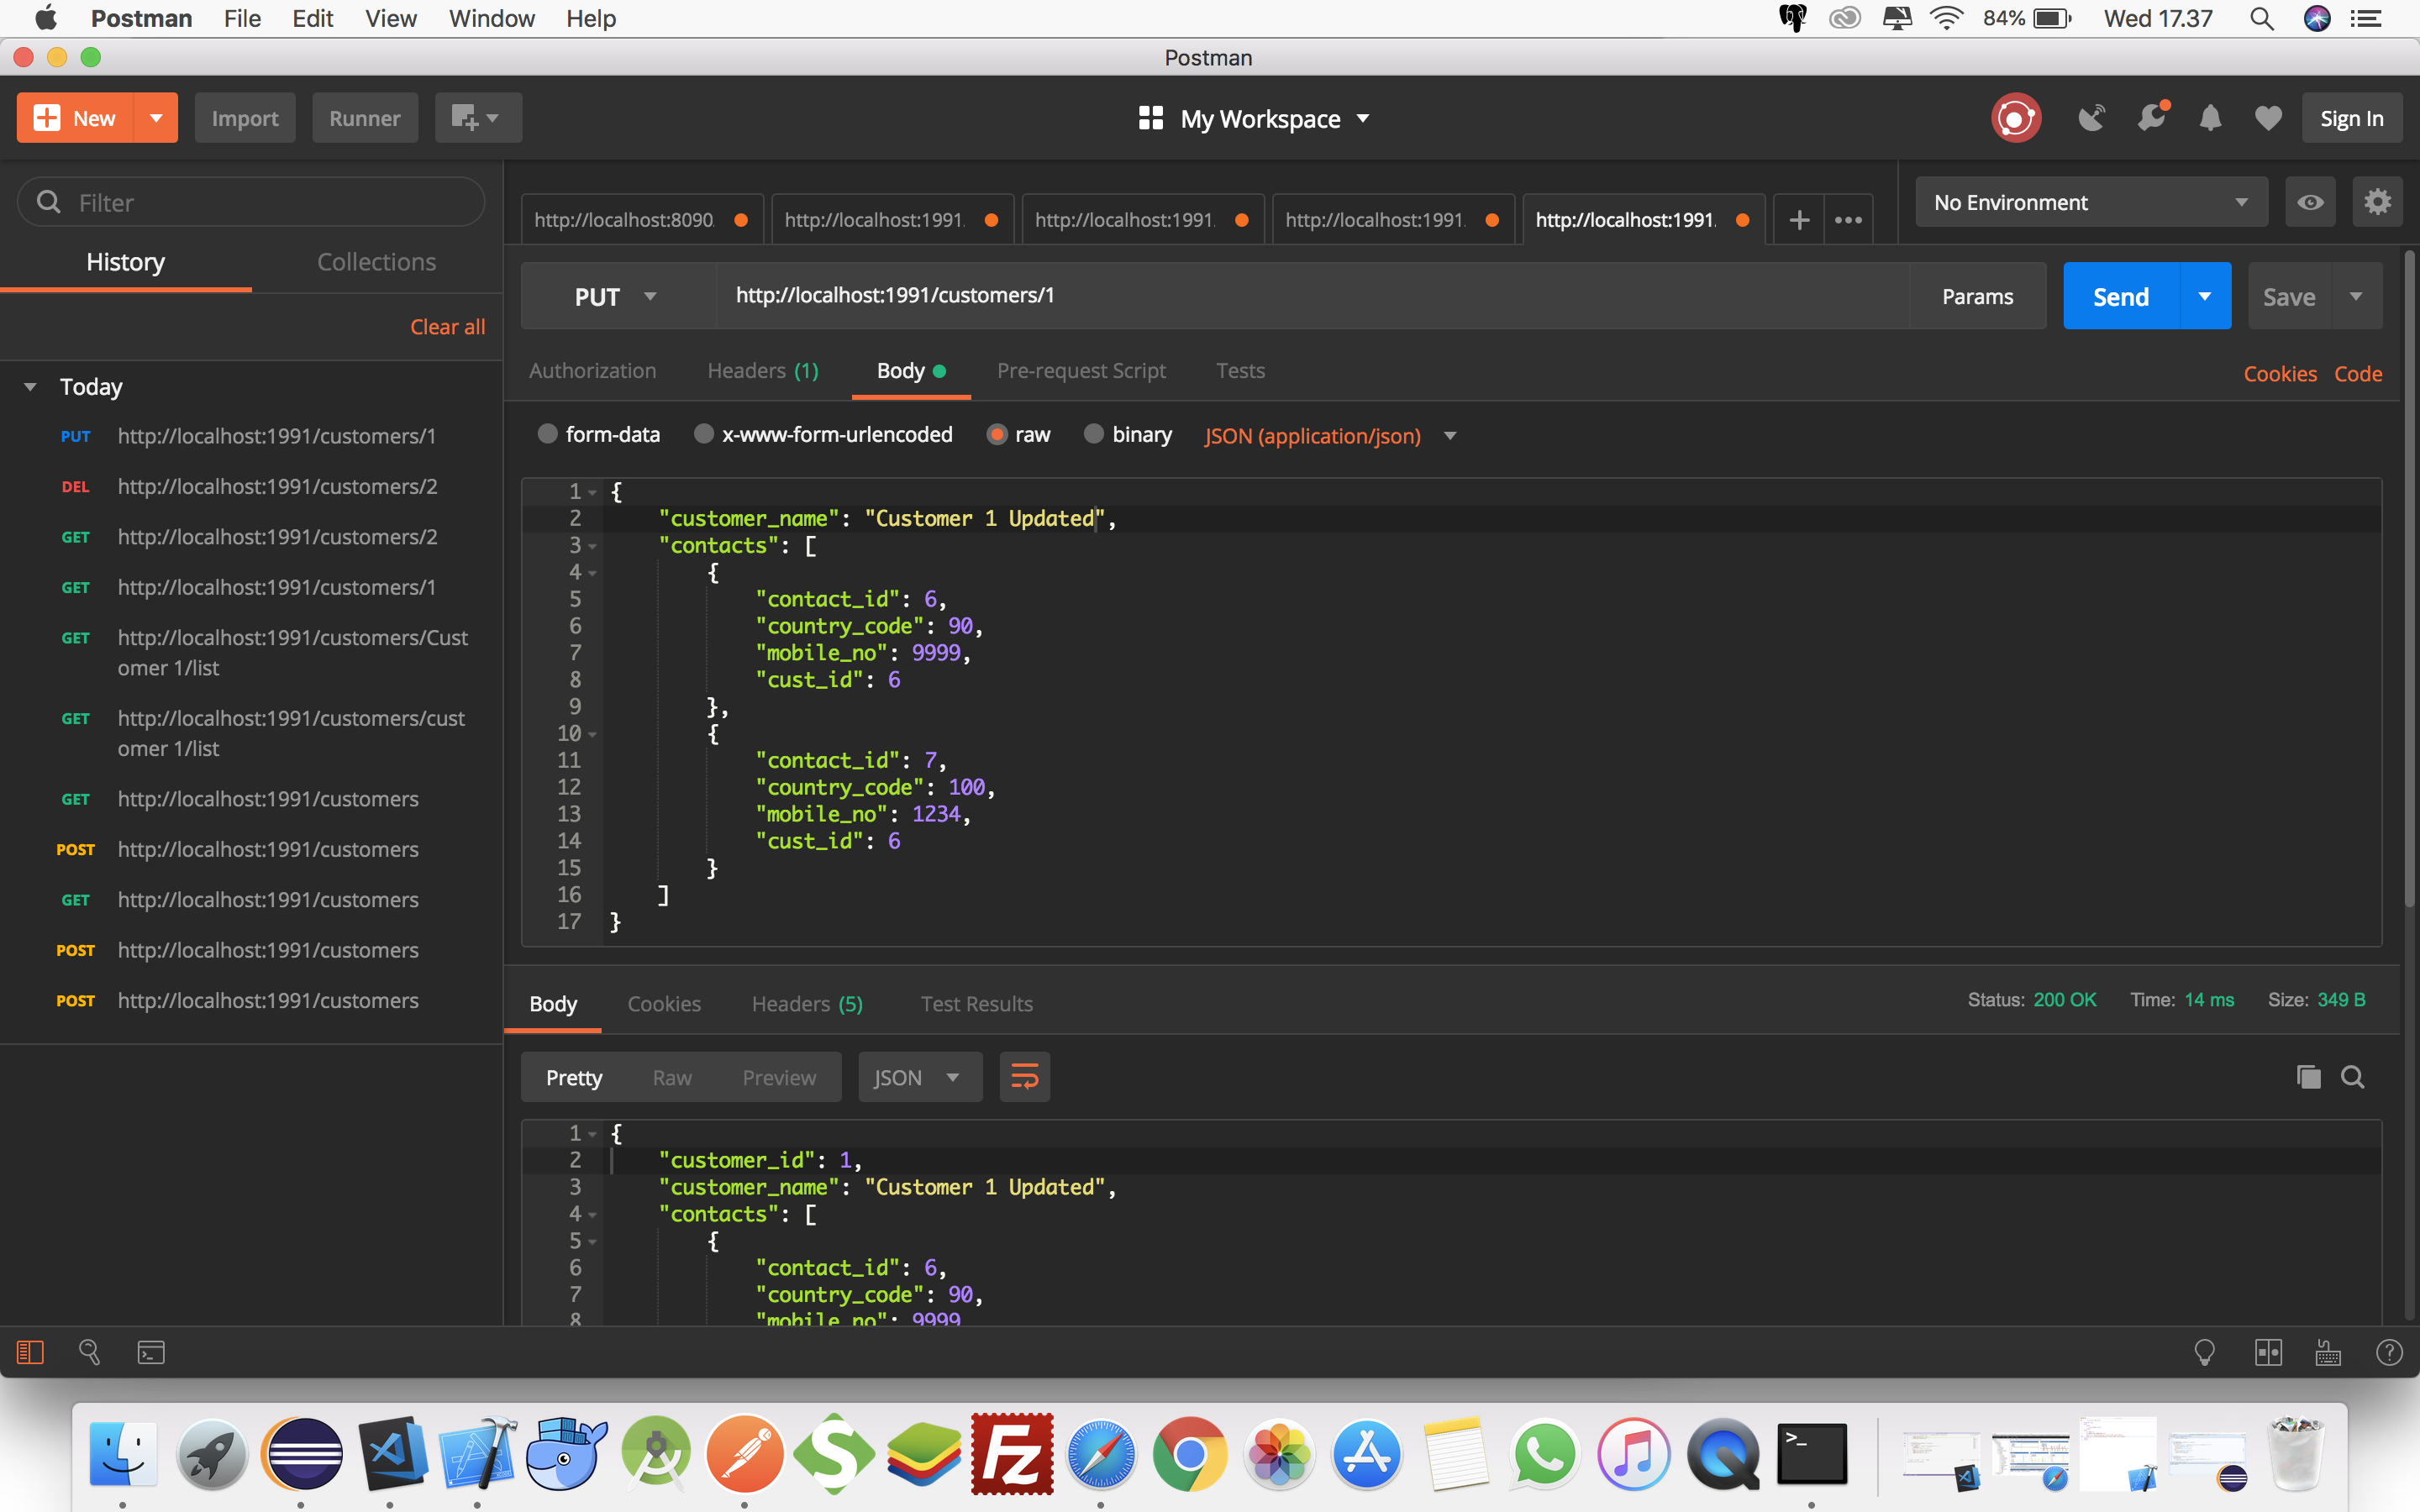 Postman File Edit View Window Help 84% Wed 17.37
Postman
New Import Runner My Workspace Sign In
Filter
History Collections
Clear all
Today
PUT http://localhost:1991/customers/1
DEL http://localhost:1991/customers/2
GET http://localhost:1991/customers/2
GET http://localhost:1991/customers/1
GET http://localhost:1991/customers/Cust
omer 1/list
GET http://localhost:1991/customers/cust
omer 1/list
GET http://localhost:1991/customers
POST http://localhost:1991/customers
GET http://localhost:1991/customers
POST http://localhost:1991/customers
POST http://localhost:1991/customers
http://localhost:8090. http://localhost:1991. http://localhost:1991. http://localhost:1991. http://localhost:1991. No Environment
PUT http://localhost:1991/customers/1 Params Send Save
Authorization Headers (1) Body Pre-request Script Tests Cookies Code
form-data x-www-form-urlencoded raw binary JSON (application/json)
1 {
2 "customer_name": "Customer 1 Updated",
3 "contacts": [
4 {
5 "contact_id": 6,
6 "country_code": 90,
7 "mobile_no": 9999,
8 "cust_id": 6
9 },
10 {
11 "contact_id": 7,
12 "country_code": 100,
13 "mobile_no": 1234,
14 "cust_id": 6
15 }
16 ]
17 }
Body Cookies Headers (5) Test Results Status: 200 OK Time: 14 ms Size: 349 B
Pretty Raw Preview JSON
1 {
2 "customer_id": 1,
3 "customer_name": "Customer 1 Updated",
4 "contacts": [
5 {
6 "contact_id": 6,
7 "country_code": 90,
8 "mobile_no": 9999
S Fz >_